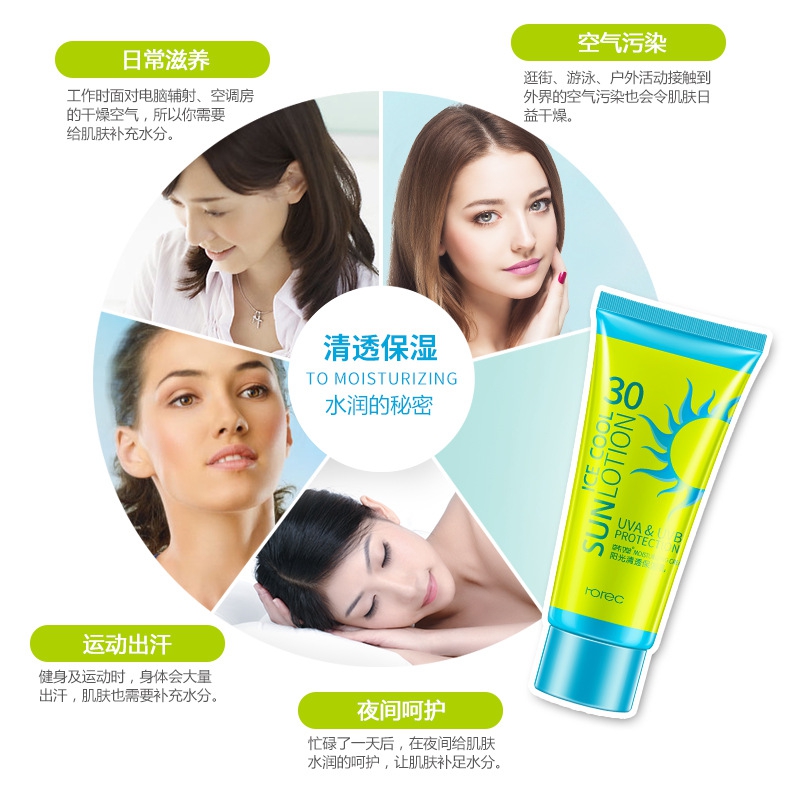 日常滋养
工作时面对电脑辅射、空调房
的干燥空气，所以你需要
给肌肤补充水分。
空气污染
逛街、游泳、户外活动接触到
外界的空气污染也会令肌肤日
益干燥。
清透保湿
TO MOISTURIZING
水润的秘密
30
ICE COOL
SUN LOTION
UVA & UVB
PROTECTION
阳光清透保
rorec
运动出汗
健身及运动时，身体会大量
出汗，肌肤也需要补充水分。
夜间呵护
忙碌了一天后，在夜间给肌肤
水润的呵护，让肌肤补足水分。